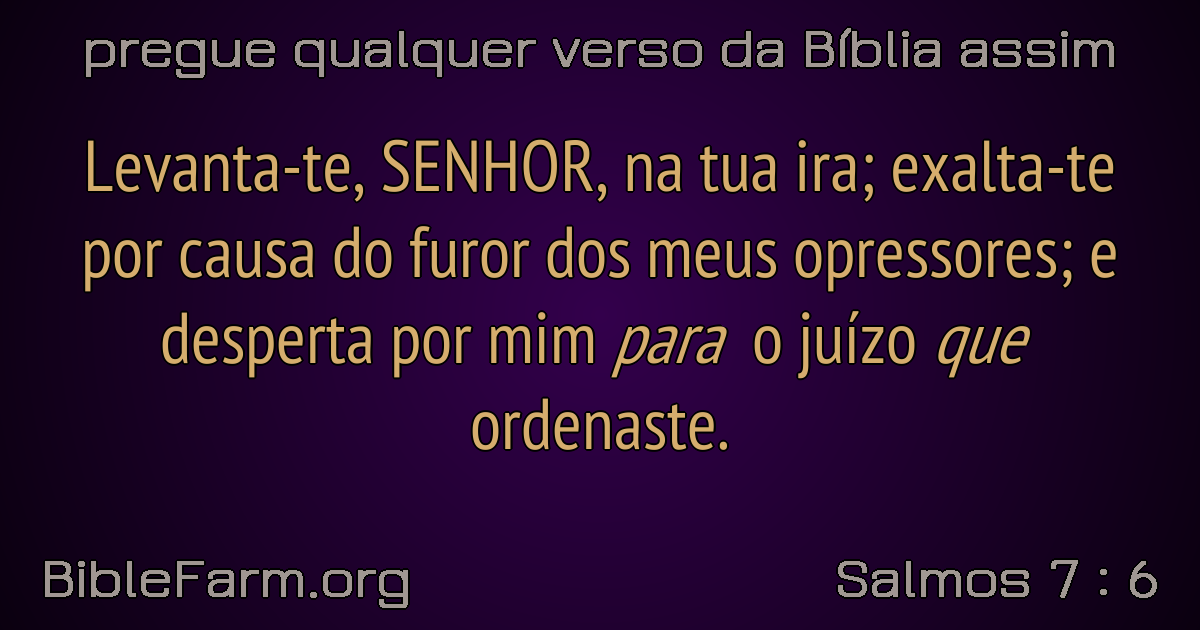 pregue qualquer verso da Bíblia assim
Levanta-te, SENHOR, na tua ira; exalta-te
por causa do furor dos meus opressores; e
desperta por mim para o juízo que
ordenaste.
BibleFarm.org
Salmos 7 : 6